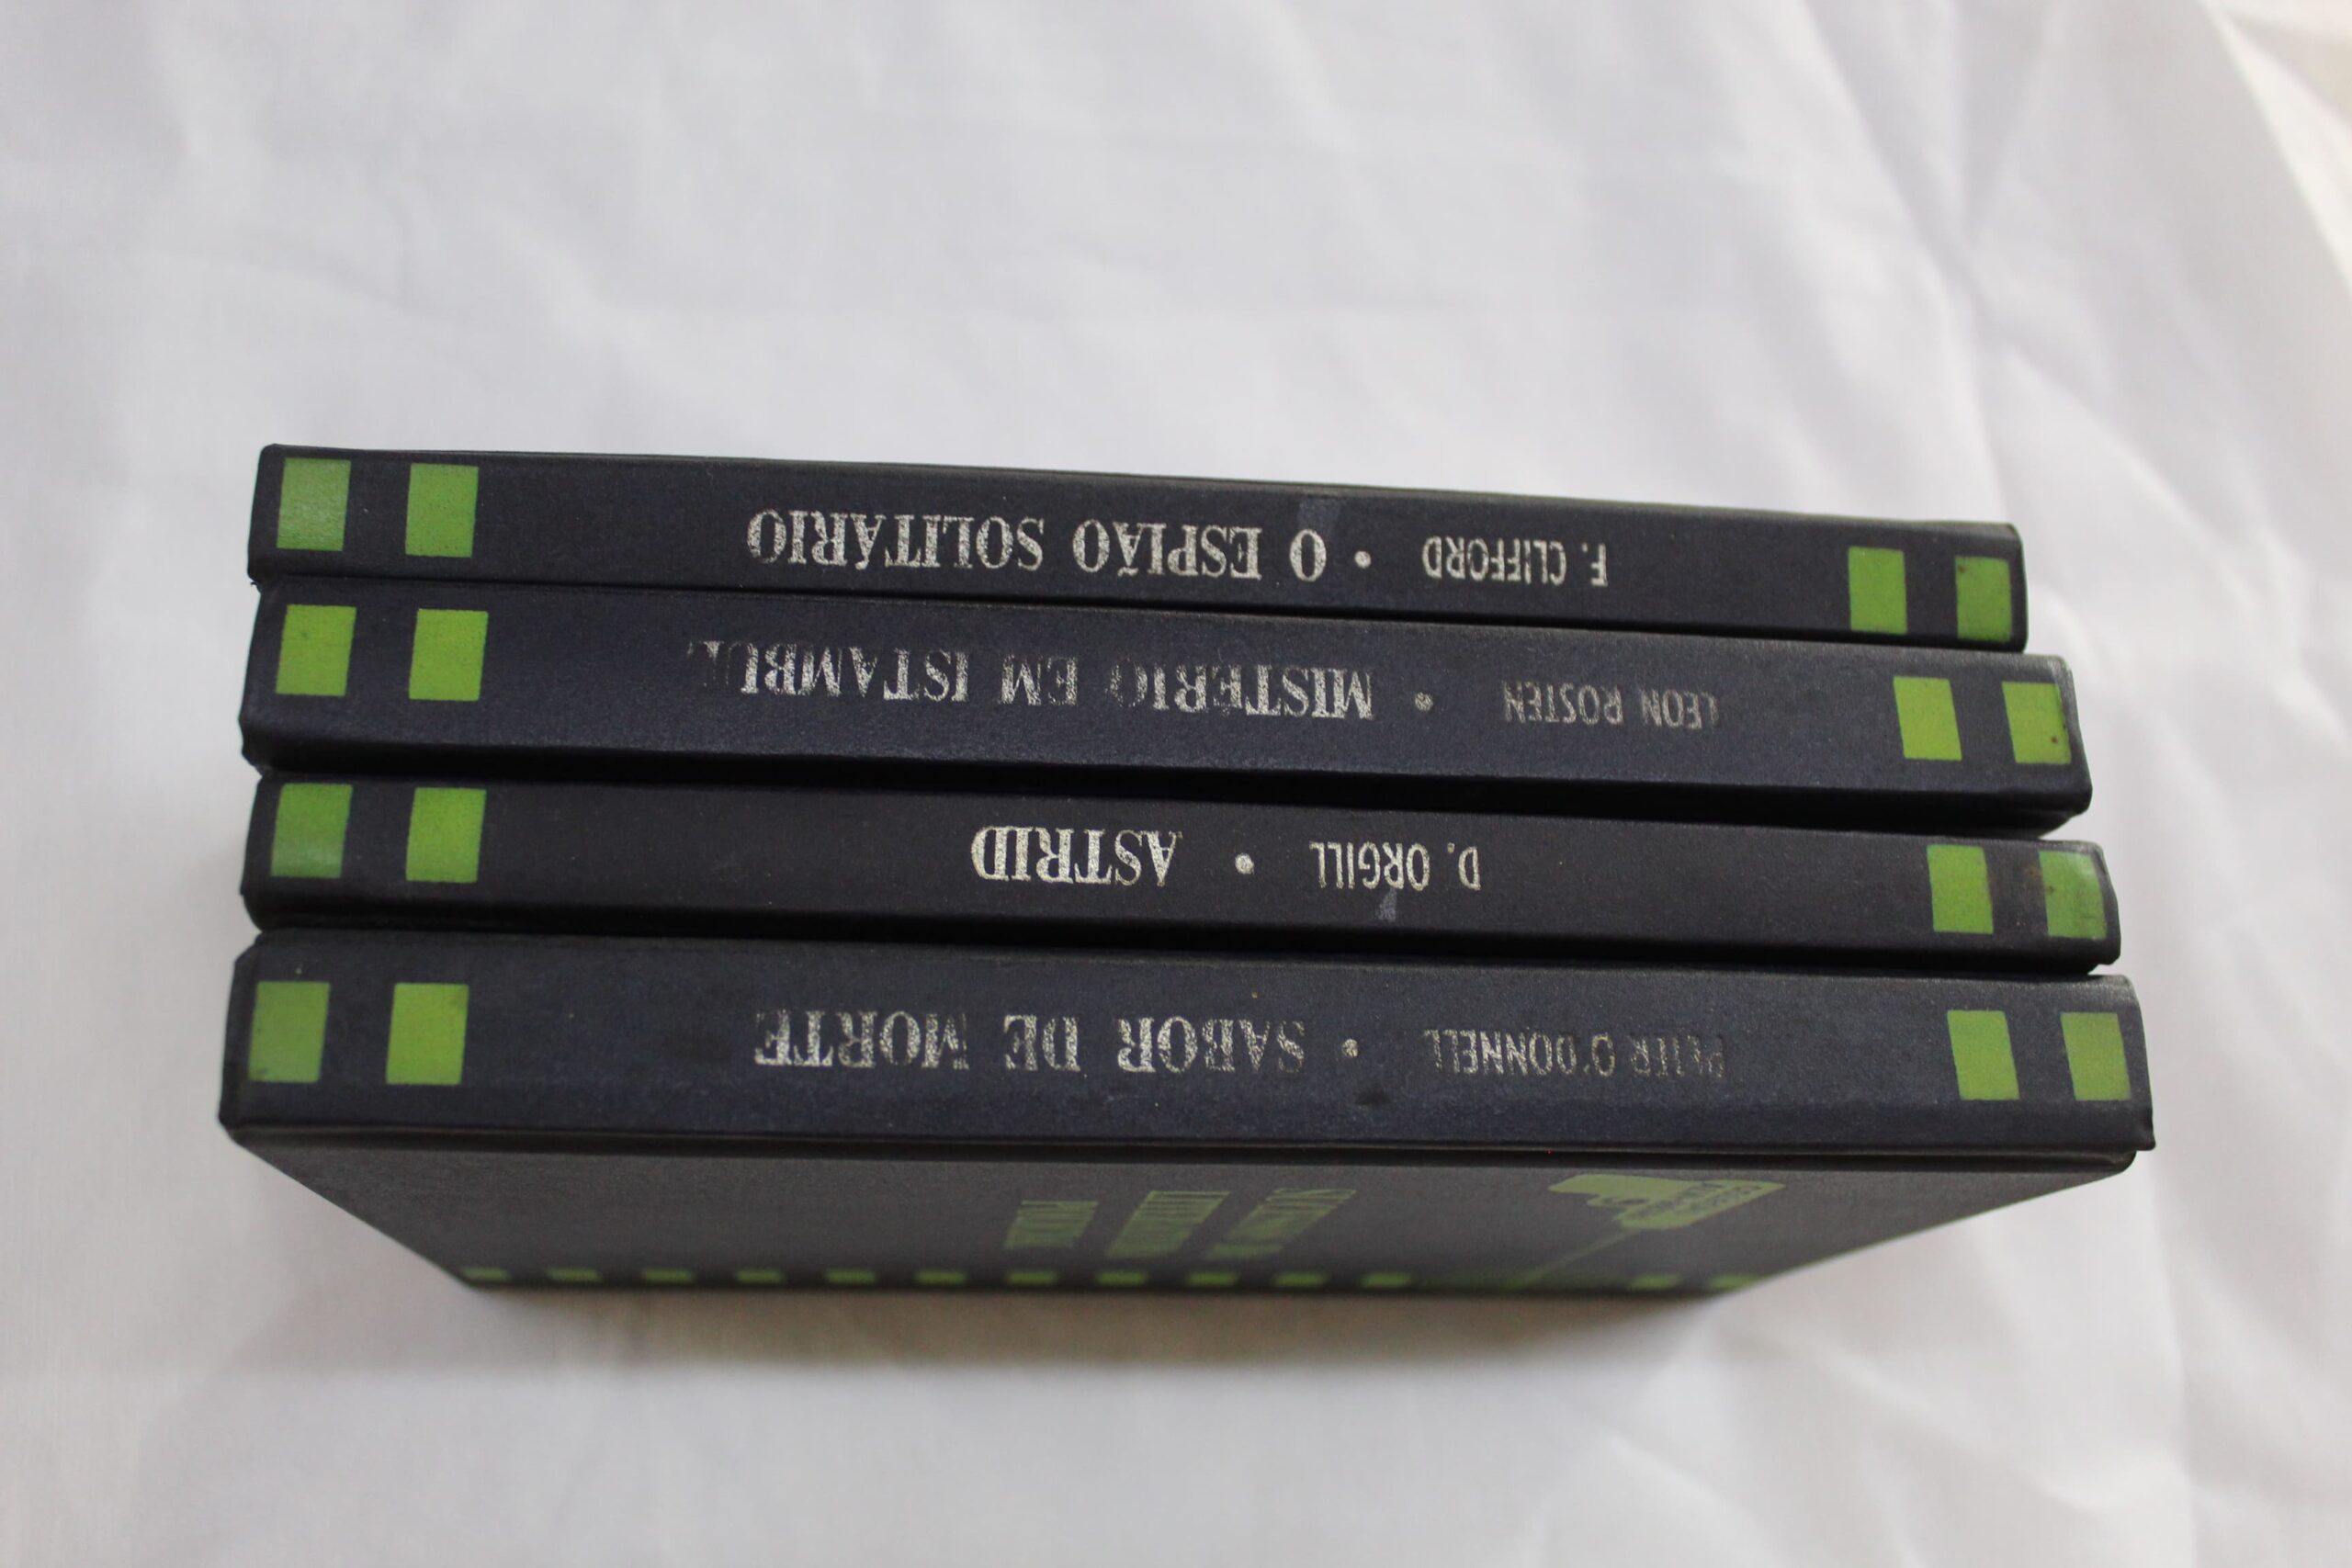 F. CLIFFORD • O ESPIÃO SOLITÁRIO
LEON ROSTEN • MISTÉRIO EM ISTAMBUL
D. ORGILL • ASTRID
PETER O'DONNELL • SABOR DE MORTE